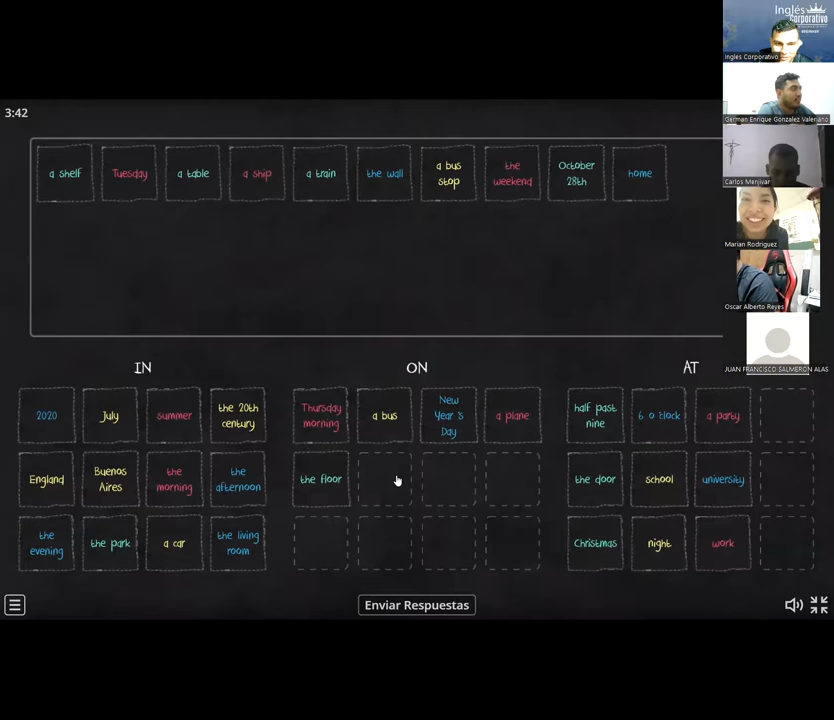 Inglés
Corporativo
Inglés Corporativo
German Enrique Gonzalez Valeriano
Carlos Menjivar
Marian Rodriguez
Oscar Alberto Reyes
JUAN FRANCISCO SALMERON ALAS
3:42
a shelf
Tuesday
a table
a ship
a train
the wall
a bus
stop
the
weekend
October
28th
home
IN
ON
AT
2020
July
summer
the 20th
century
Thursday
morning
a bus
New
Year's
Day
a plane
half past
nine
6 o'clock
a party
England
Buenos
Aires
the
morning
the
afternoon
the floor
the door
school
university
the
evening
the park
a car
the living
room
Christmas
night
work
Enviar Respuestas